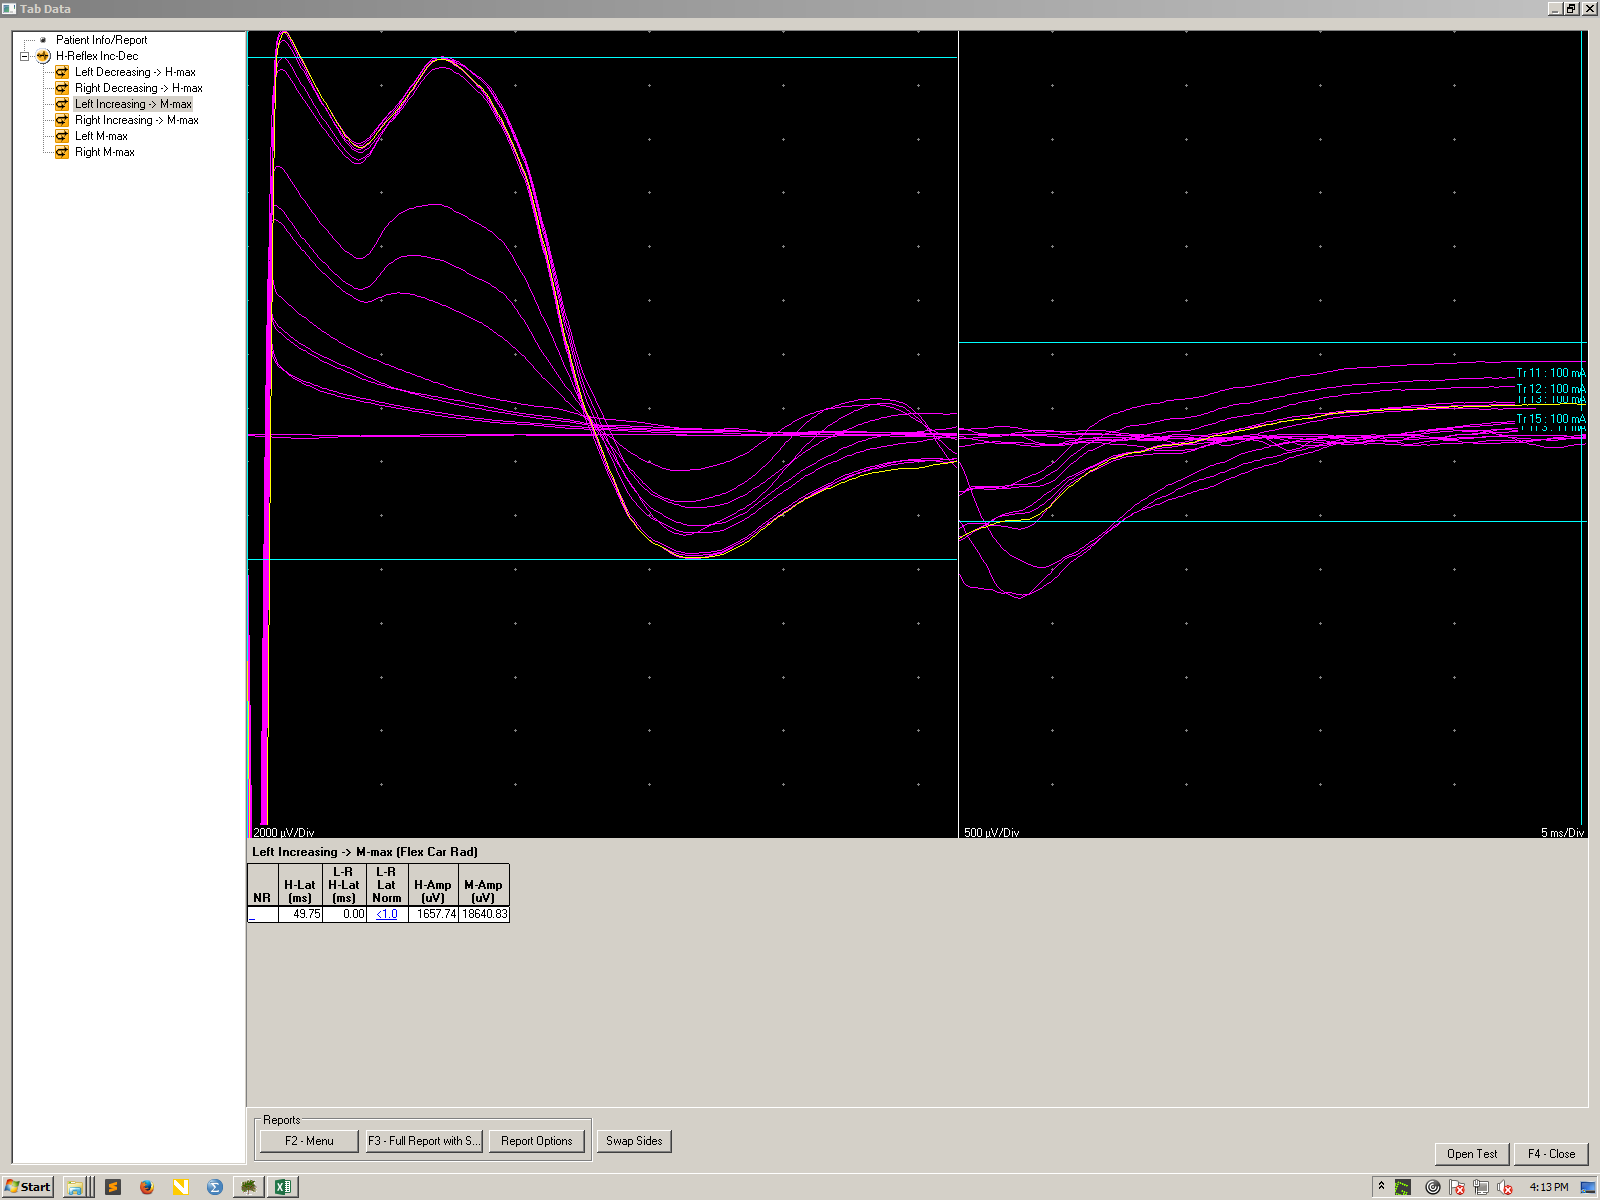 Tab Data
Patient Info/Report
H-Reflex Inc-Dec
Left Decreasing -> H-max
Right Decreasing -> H-max
Left Increasing -> M-max
Right Increasing -> M-max
Left M-max
Right M-max
Tr 11 : 100 mA
Tr 12 : 100 mA
Tr 13 : 100 mA
Tr 15 : 100 mA
2000 µV/Div
500 µV/Div
5 ms/Div
Left Increasing -> M-max (Flex Car Rad)
NR
H-Lat (ms)
L-R H-Lat (ms)
L-R Lat Norm
H-Amp (uV)
M-Amp (uV)
_ 49.75 0.00 <1.0 1657.74 18640.83
Reports
F2 - Menu
F3 - Full Report with S...
Report Options
Swap Sides
Open Test
F4 - Close
Start
4:13 PM